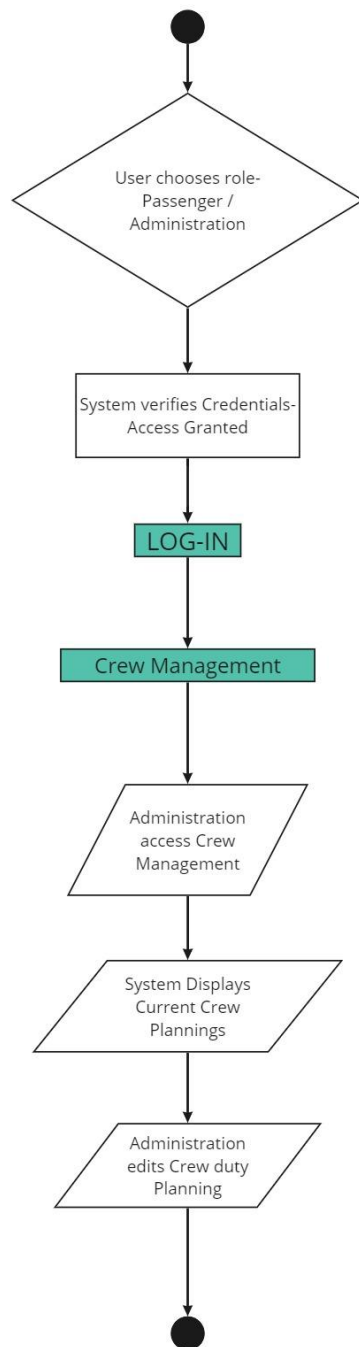 User chooses role-
Passenger /
Administration
System verifies Credentials-
Access Granted
LOG-IN
Crew Management
Administration
access Crew
Management
System Displays
Current Crew
Plannings
Administration
edits Crew duty
Planning